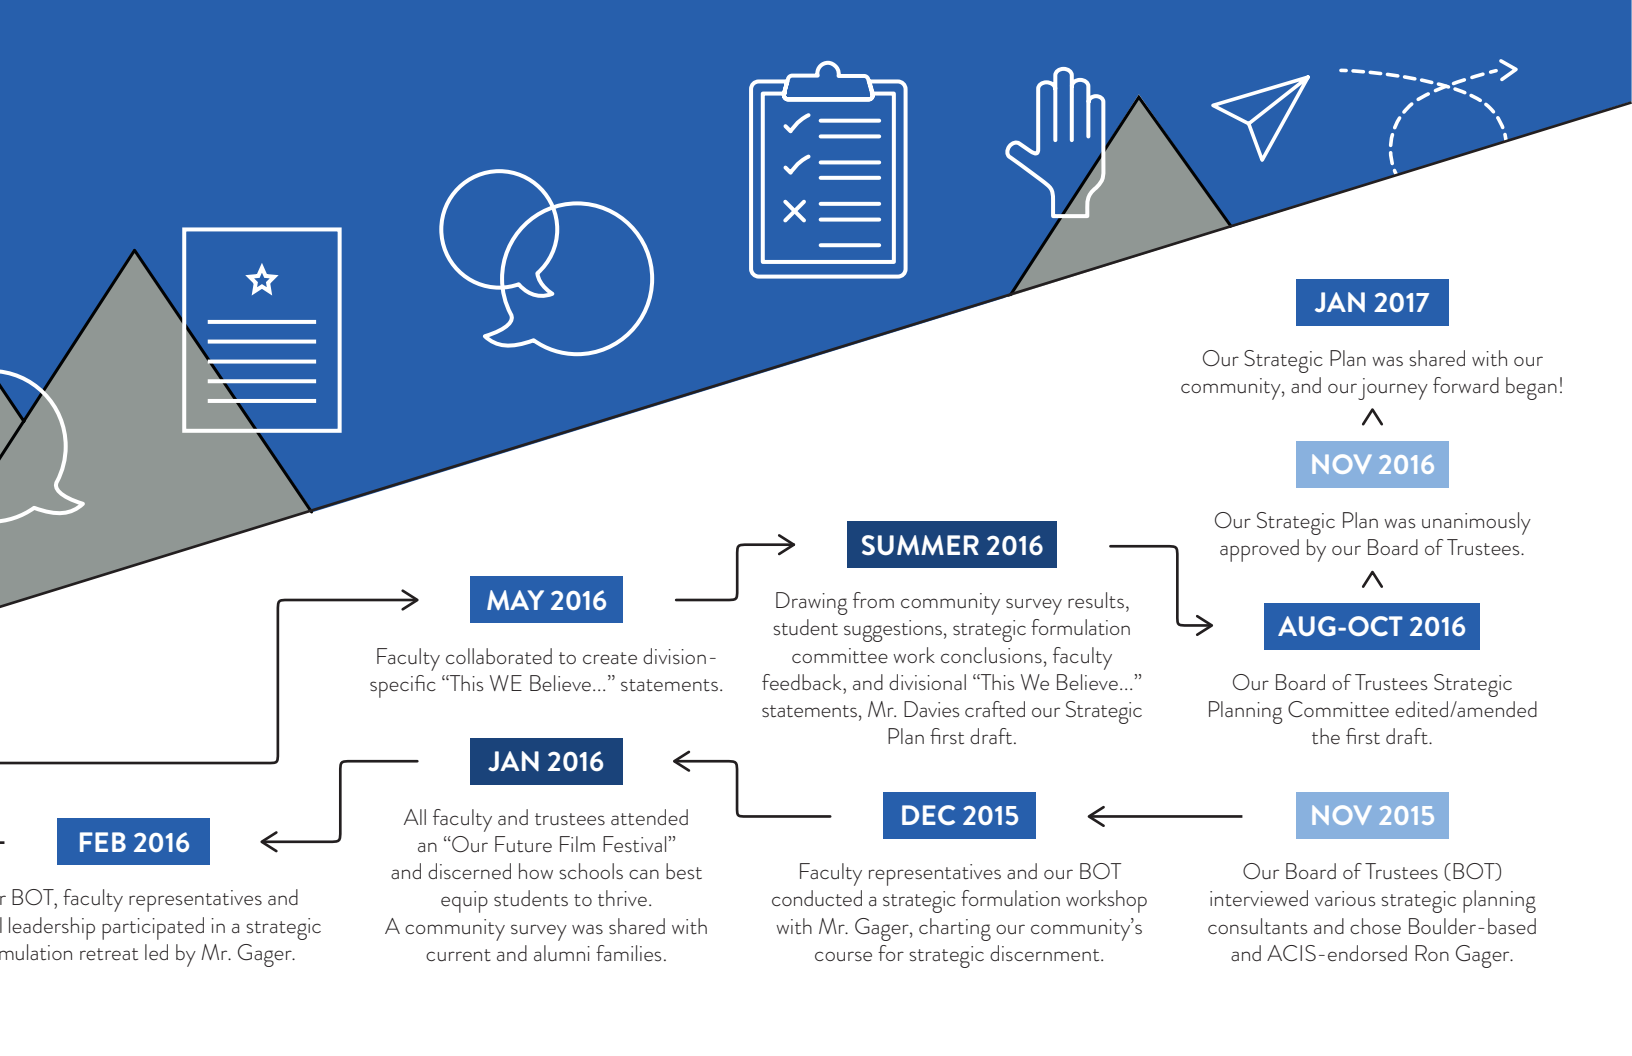 JAN 2017
Our Strategic Plan was shared with our
community, and our journey forward began!
NOV 2016
Our Strategic Plan was unanimously
approved by our Board of Trustees.
AUG-OCT 2016
Our Board of Trustees Strategic
Planning Committee edited/amended
the first draft.
SUMMER 2016
Drawing from community survey results,
student suggestions, strategic formulation
committee work conclusions, faculty
feedback, and divisional “This We Believe...”
statements, Mr. Davies crafted our Strategic
Plan first draft.
MAY 2016
Faculty collaborated to create division-
specific “This WE Believe...” statements.
JAN 2016
All faculty and trustees attended
an “Our Future Film Festival”
and discerned how schools can best
equip students to thrive.
A community survey was shared with
current and alumni families.
FEB 2016
BOT, faculty representatives and
leadership participated in a strategic
retreat led by Mr. Gager.
DEC 2015
Faculty representatives and our BOT
conducted a strategic formulation workshop
with Mr. Gager, charting our community’s
course for strategic discernment.
NOV 2015
Our Board of Trustees (BOT)
interviewed various strategic planning
consultants and chose Boulder-based
and ACIS-endorsed Ron Gager.